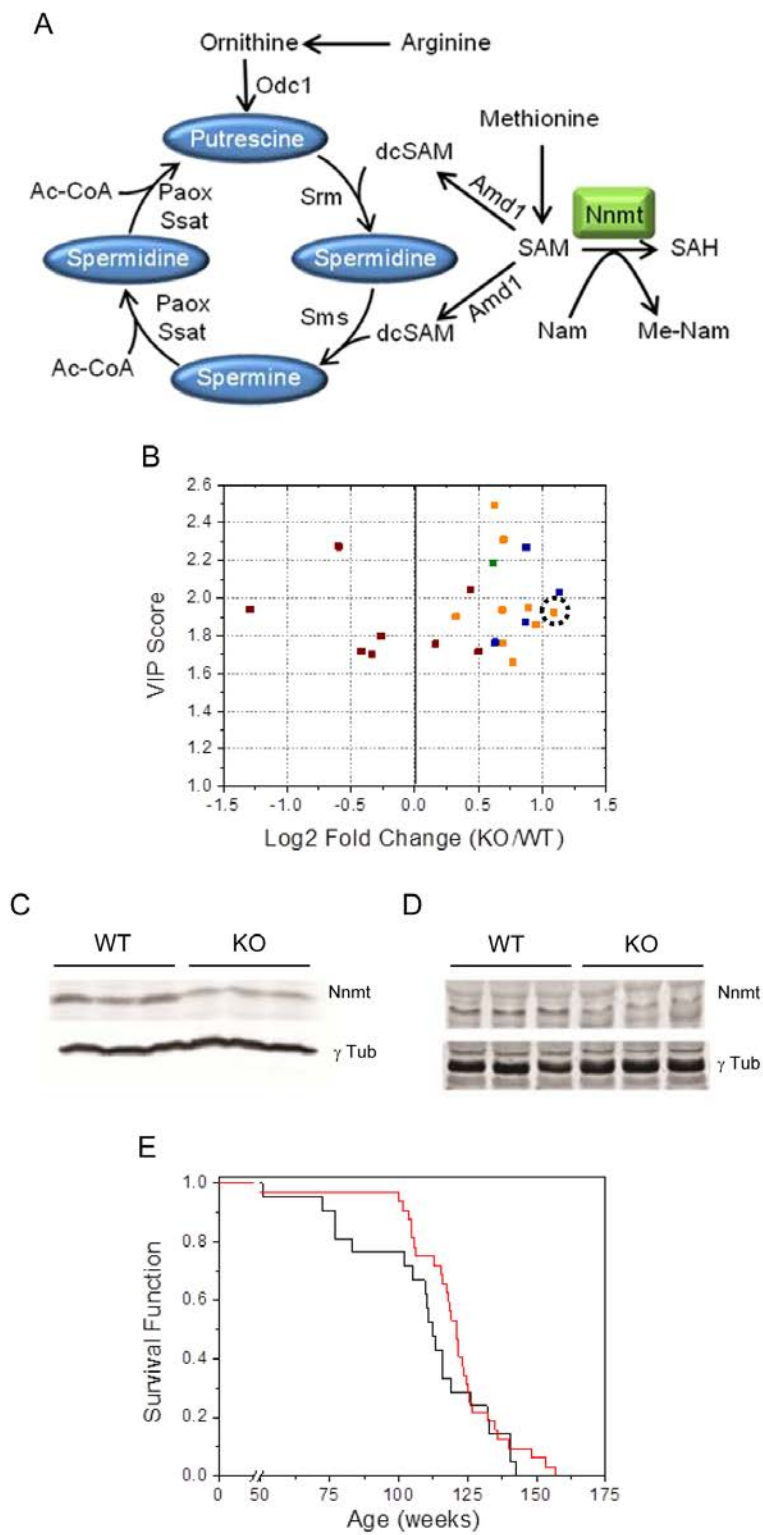 A
Ornithine Arginine
Odc1
Methionine
Putrescine dcSAM
Ac-CoA Paox Srm Amd1 Nnmt
Ssat
Spermidine Spermidine SAM SAH
Paox Sms Amd1
Ssat dcSAM Nam Me-Nam
Ac-CoA
Spermine
B
2.6
2.4
2.2
2.0
1.8
1.6
1.4
1.2
1.0
VIP Score
-1.5 -1.0 -0.5 0.0 0.5 1.0 1.5
Log2 Fold Change (KO/WT)
C
WT KO
Nnmt
γ Tub
D
WT KO
Nnmt
γ Tub
E
1.0
0.8
0.6
0.4
0.2
0.0
Survival Function
0 50 75 100 125 150 175
Age (weeks)